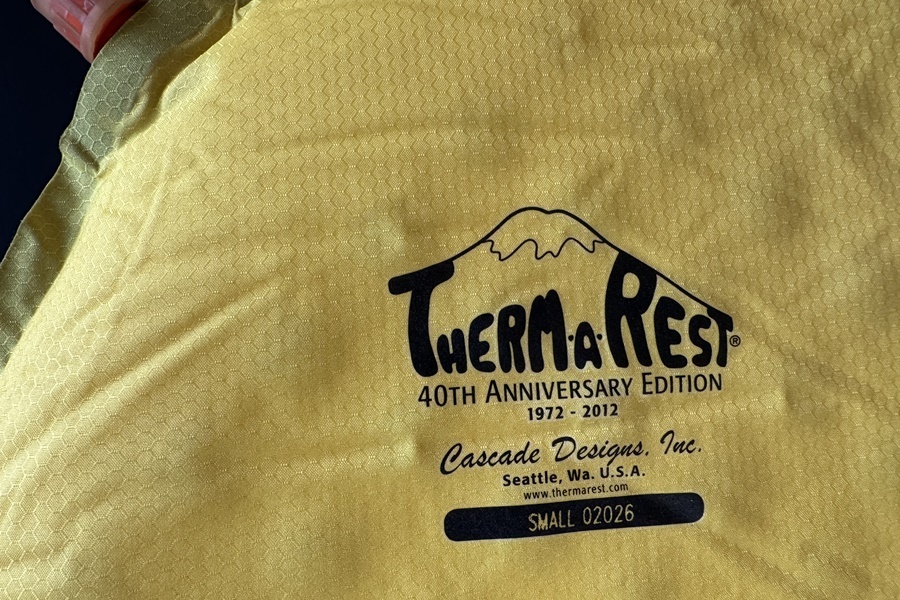 THERM·A·REST®
40TH ANNIVERSARY EDITION
1972 - 2012
Cascade Designs, Inc.
Seattle, Wa. U.S.A.
www.thermarest.com
SMALL 02026